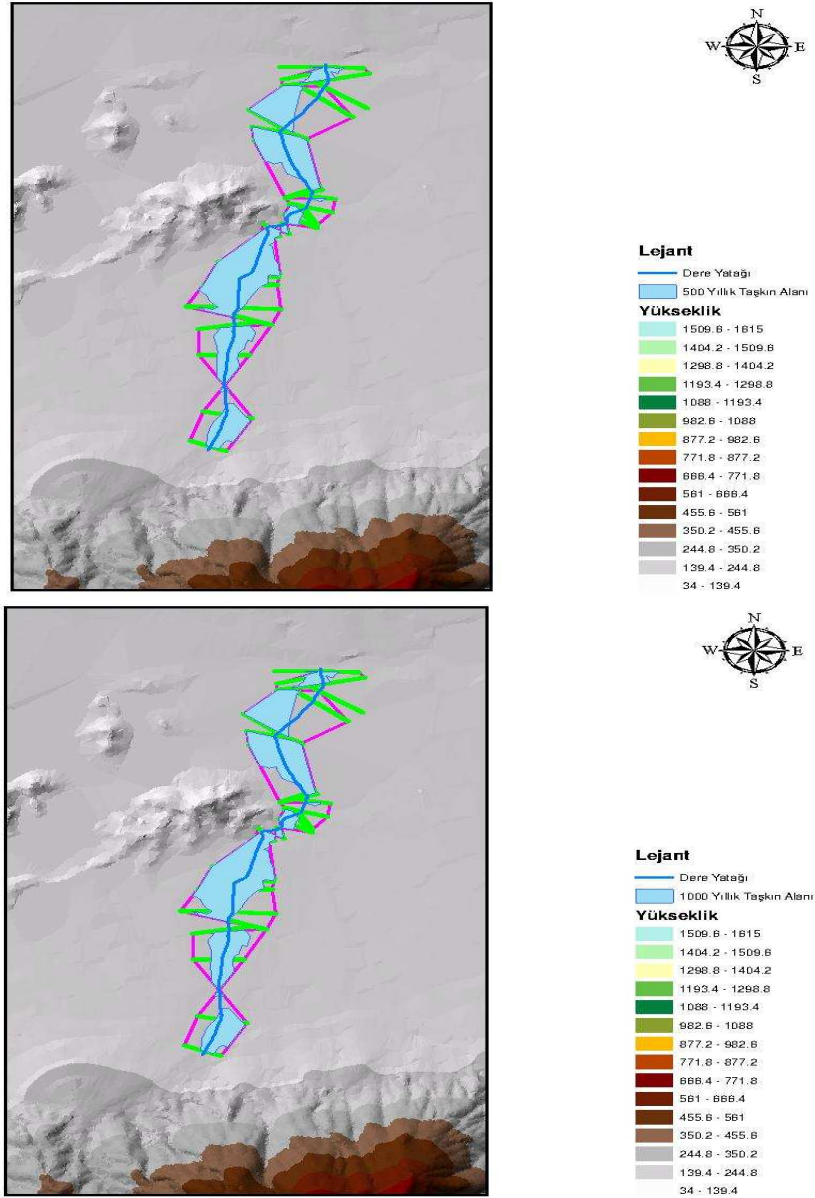 N
W E
S
Lejant
Dere Yatağı
500 Yıllık Taşkın Alanı
Yükseklik
1509.6 - 1615
1404.2 - 1509.6
1298.8 - 1404.2
1193.4 - 1298.8
1088 - 1193.4
982.6 - 1088
877.2 - 982.6
771.8 - 877.2
666.4 - 771.8
561 - 666.4
455.6 - 561
350.2 - 455.6
244.8 - 350.2
139.4 - 244.8
34 - 139.4
N
W E
S
Lejant
Dere Yatağı
1000 Yıllık Taşkın Alanı
Yükseklik
1509.6 - 1615
1404.2 - 1509.6
1298.8 - 1404.2
1193.4 - 1298.8
1088 - 1193.4
982.6 - 1088
877.2 - 982.6
771.8 - 877.2
666.4 - 771.8
561 - 666.4
455.6 - 561
350.2 - 455.6
244.8 - 350.2
139.4 - 244.8
34 - 139.4